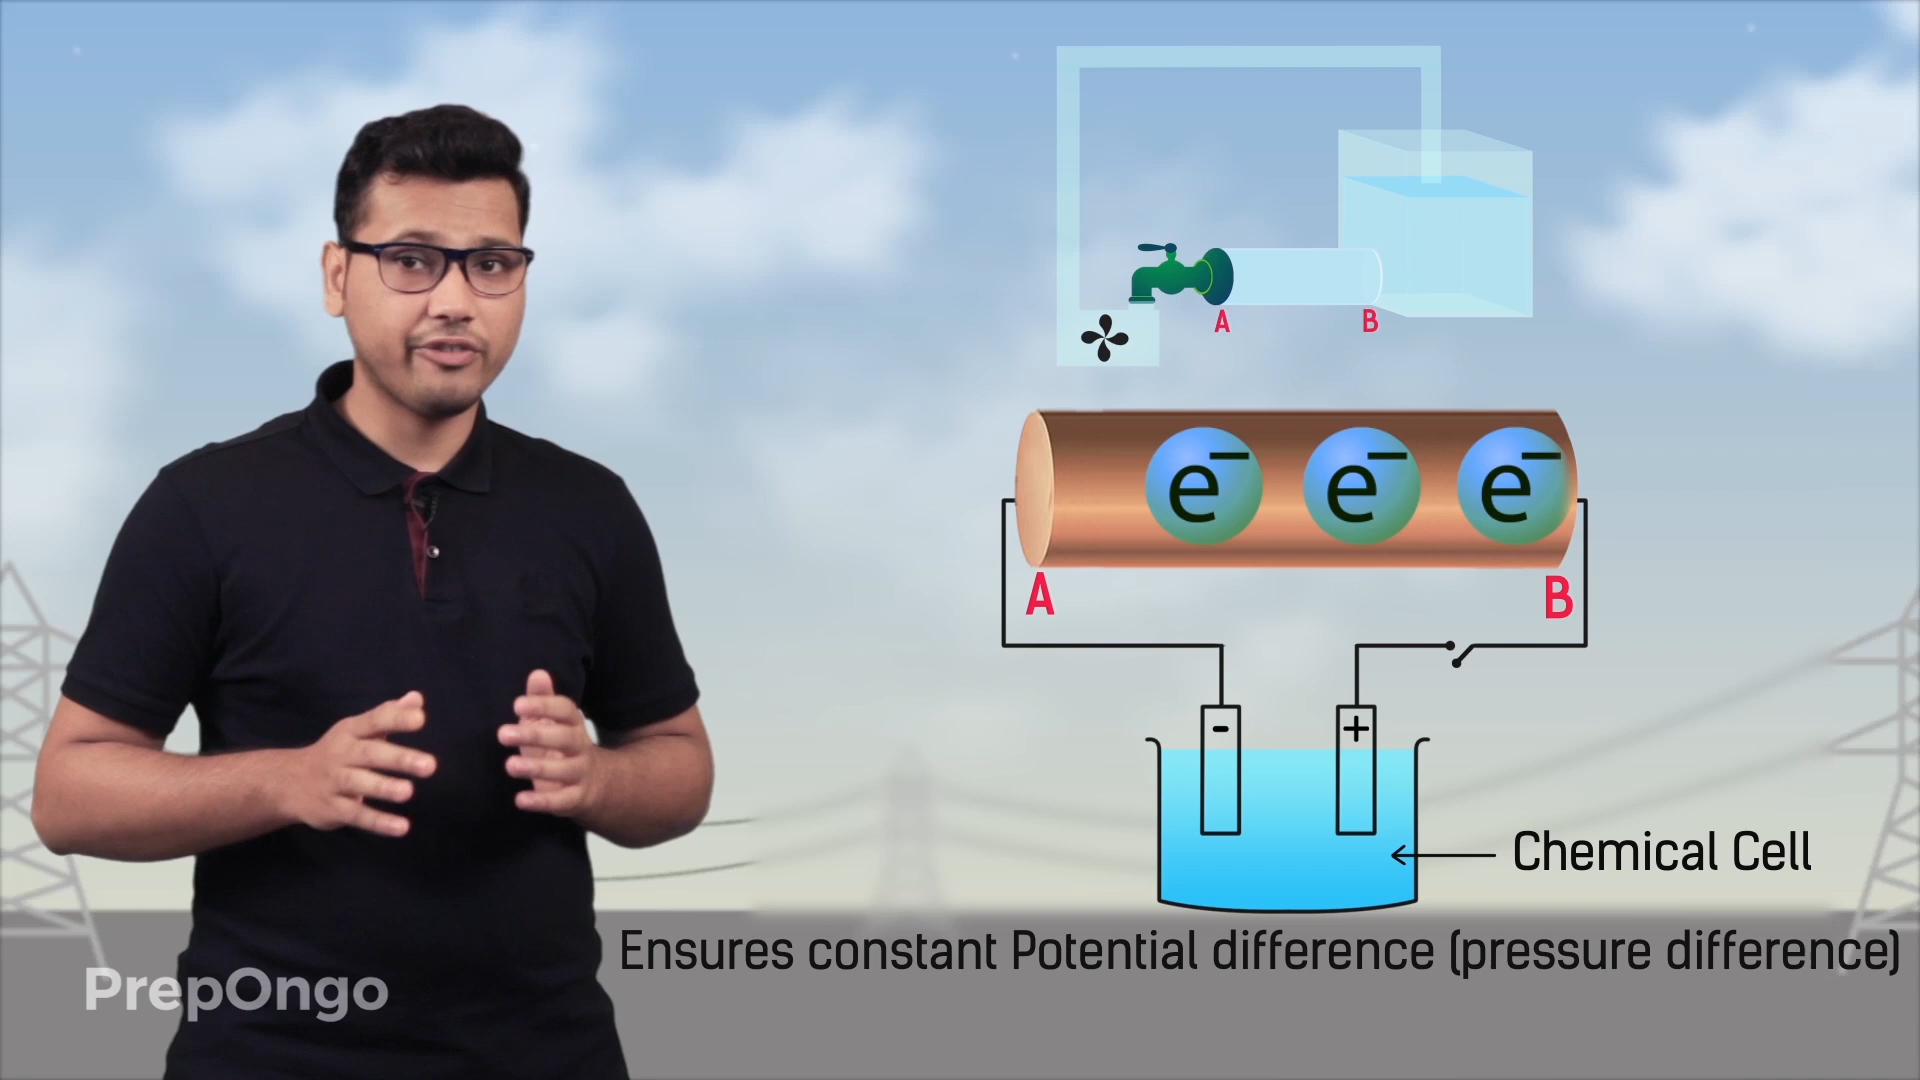 A B
e⁻ e⁻ e⁻
A B
- +
Chemical Cell
Ensures constant Potential difference (pressure difference)
PrepOngo